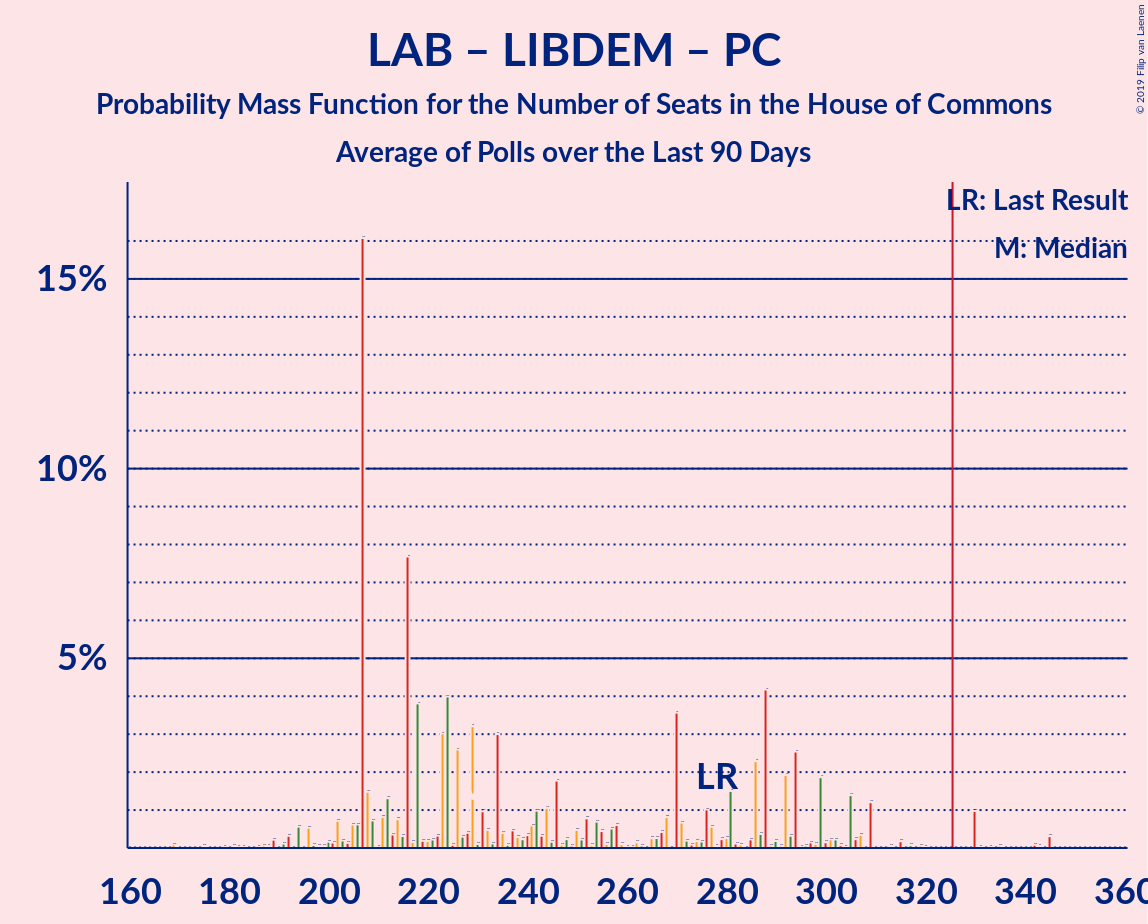 LAB – LIBDEM – PC
Probability Mass Function for the Number of Seats in the House of Commons
Average of Polls over the Last 90 Days
© 2019 Filip van Laenen
LR: Last Result
M: Median
15%
10%
5%
LR
160 180 200 220 240 260 280 300 320 340 360